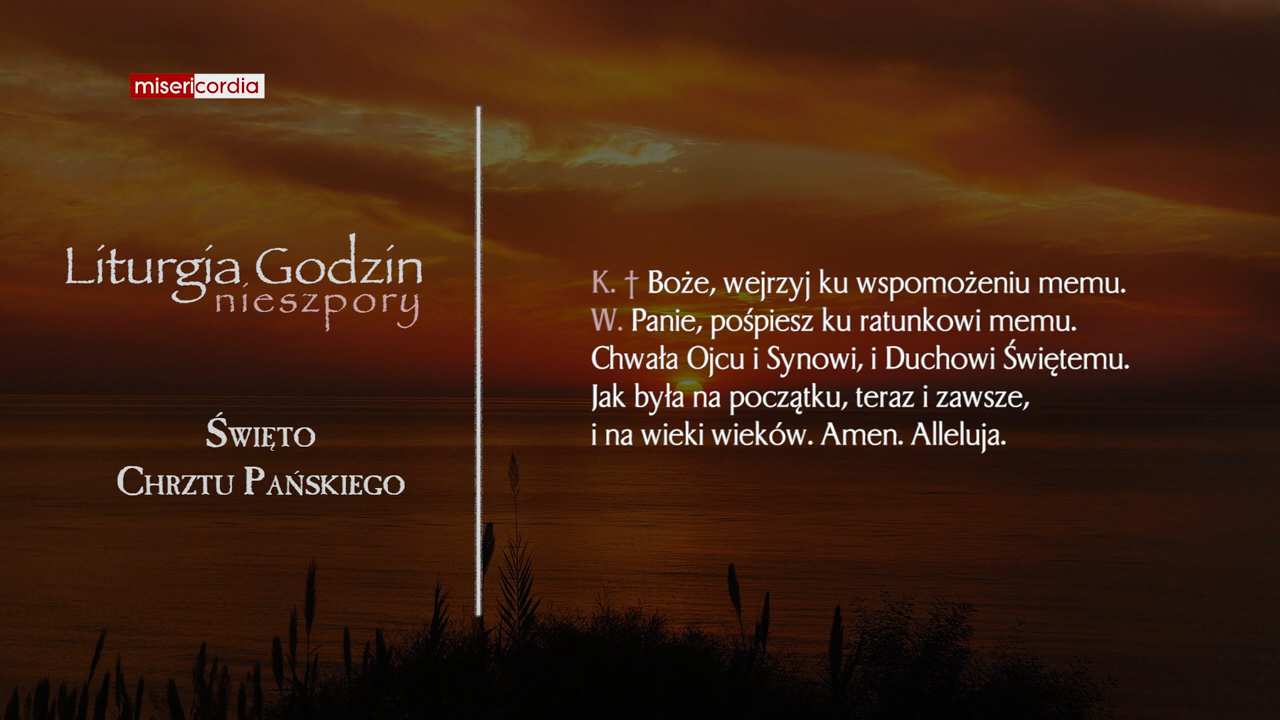 misericordia
Liturgia Godzin
nieszpory
Święto
Chrztu Pańskiego
K. † Boże, wejrzyj ku wspomożeniu memu.
W. Panie, pośpiesz ku ratunkowi memu.
Chwała Ojcu i Synowi, i Duchowi Świętemu.
Jak była na początku, teraz i zawsze,
i na wieki wieków. Amen. Alleluja.